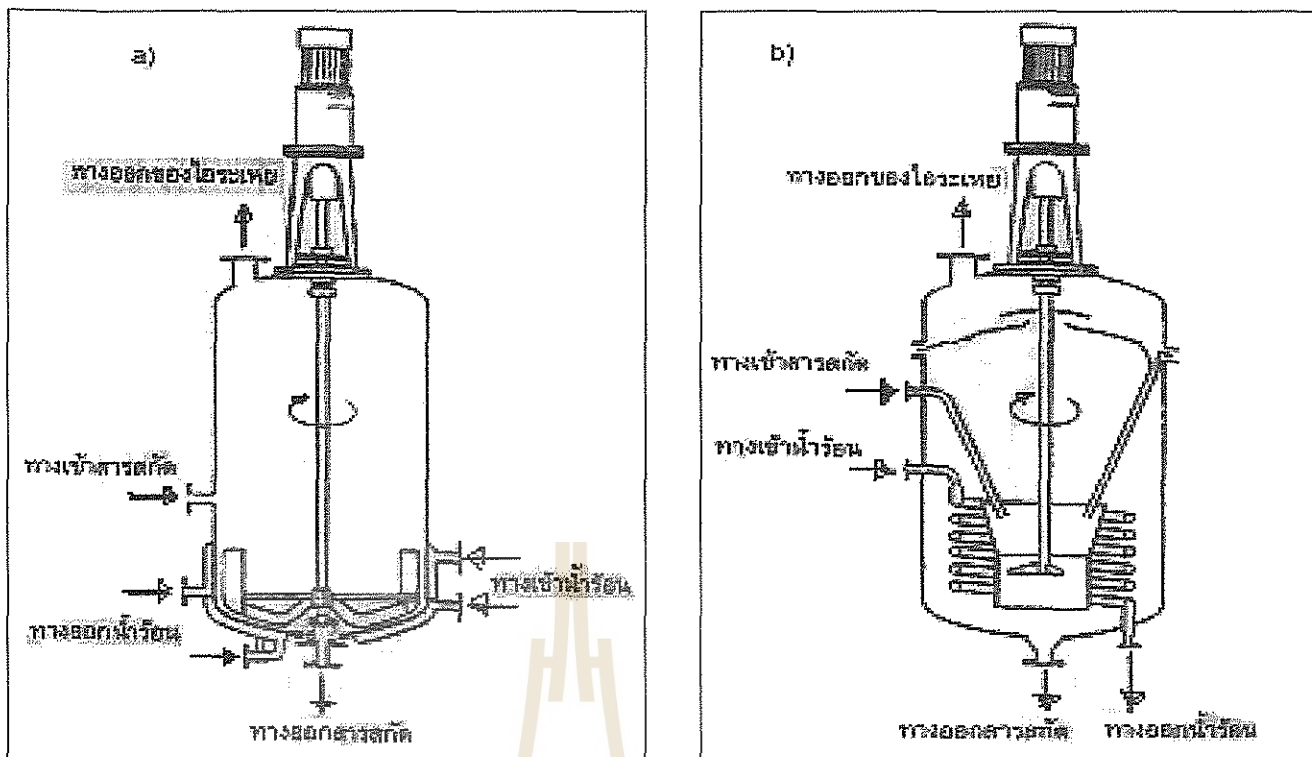 a)
ทางออกของไอระเหย
ทางเข้าสารสกัด
ทางออกน้ำร้อน
ทางเข้าน้ำร้อน
ทางออกสารสกัด
b)
ทางออกของไอระเหย
ทางเข้าสารสกัด
ทางเข้าน้ำร้อน
ทางออกสารสกัด
ทางออกน้ำร้อน